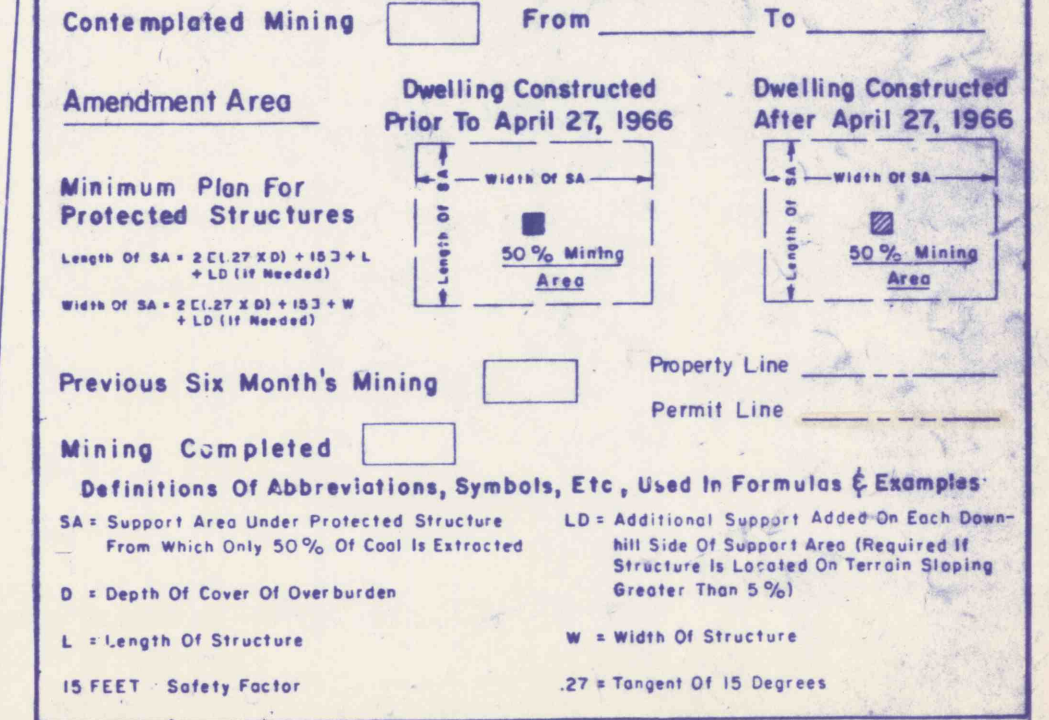 Contemplated Mining From To
Amendment Area
Dwelling Constructed
Prior To April 27, 1966
Dwelling Constructed
After April 27, 1966
Minimum Plan For
Protected Structures
Length Of SA = 2 [(.27 X D) + 15] + L
+ LD (If Needed)
Width Of SA = 2 [(.27 X D) + 15] + W
+ LD (If Needed)
Width Of SA
Length Of SA
50% Mining
Area
Width Of SA
Length Of SA
50% Mining
Area
Previous Six Month's Mining
Property Line
Permit Line
Mining Completed
Definitions Of Abbreviations, Symbols, Etc, Used In Formulas & Examples
SA = Support Area Under Protected Structure
From Which Only 50% Of Coal Is Extracted
D = Depth Of Cover Of Overburden
L = Length Of Structure
15 FEET Safety Factor
LD = Additional Support Added On Each Down-
hill Side Of Support Area (Required If
Structure Is Located On Terrain Sloping
Greater Than 5%)
W = Width Of Structure
.27 = Tangent Of 15 Degrees